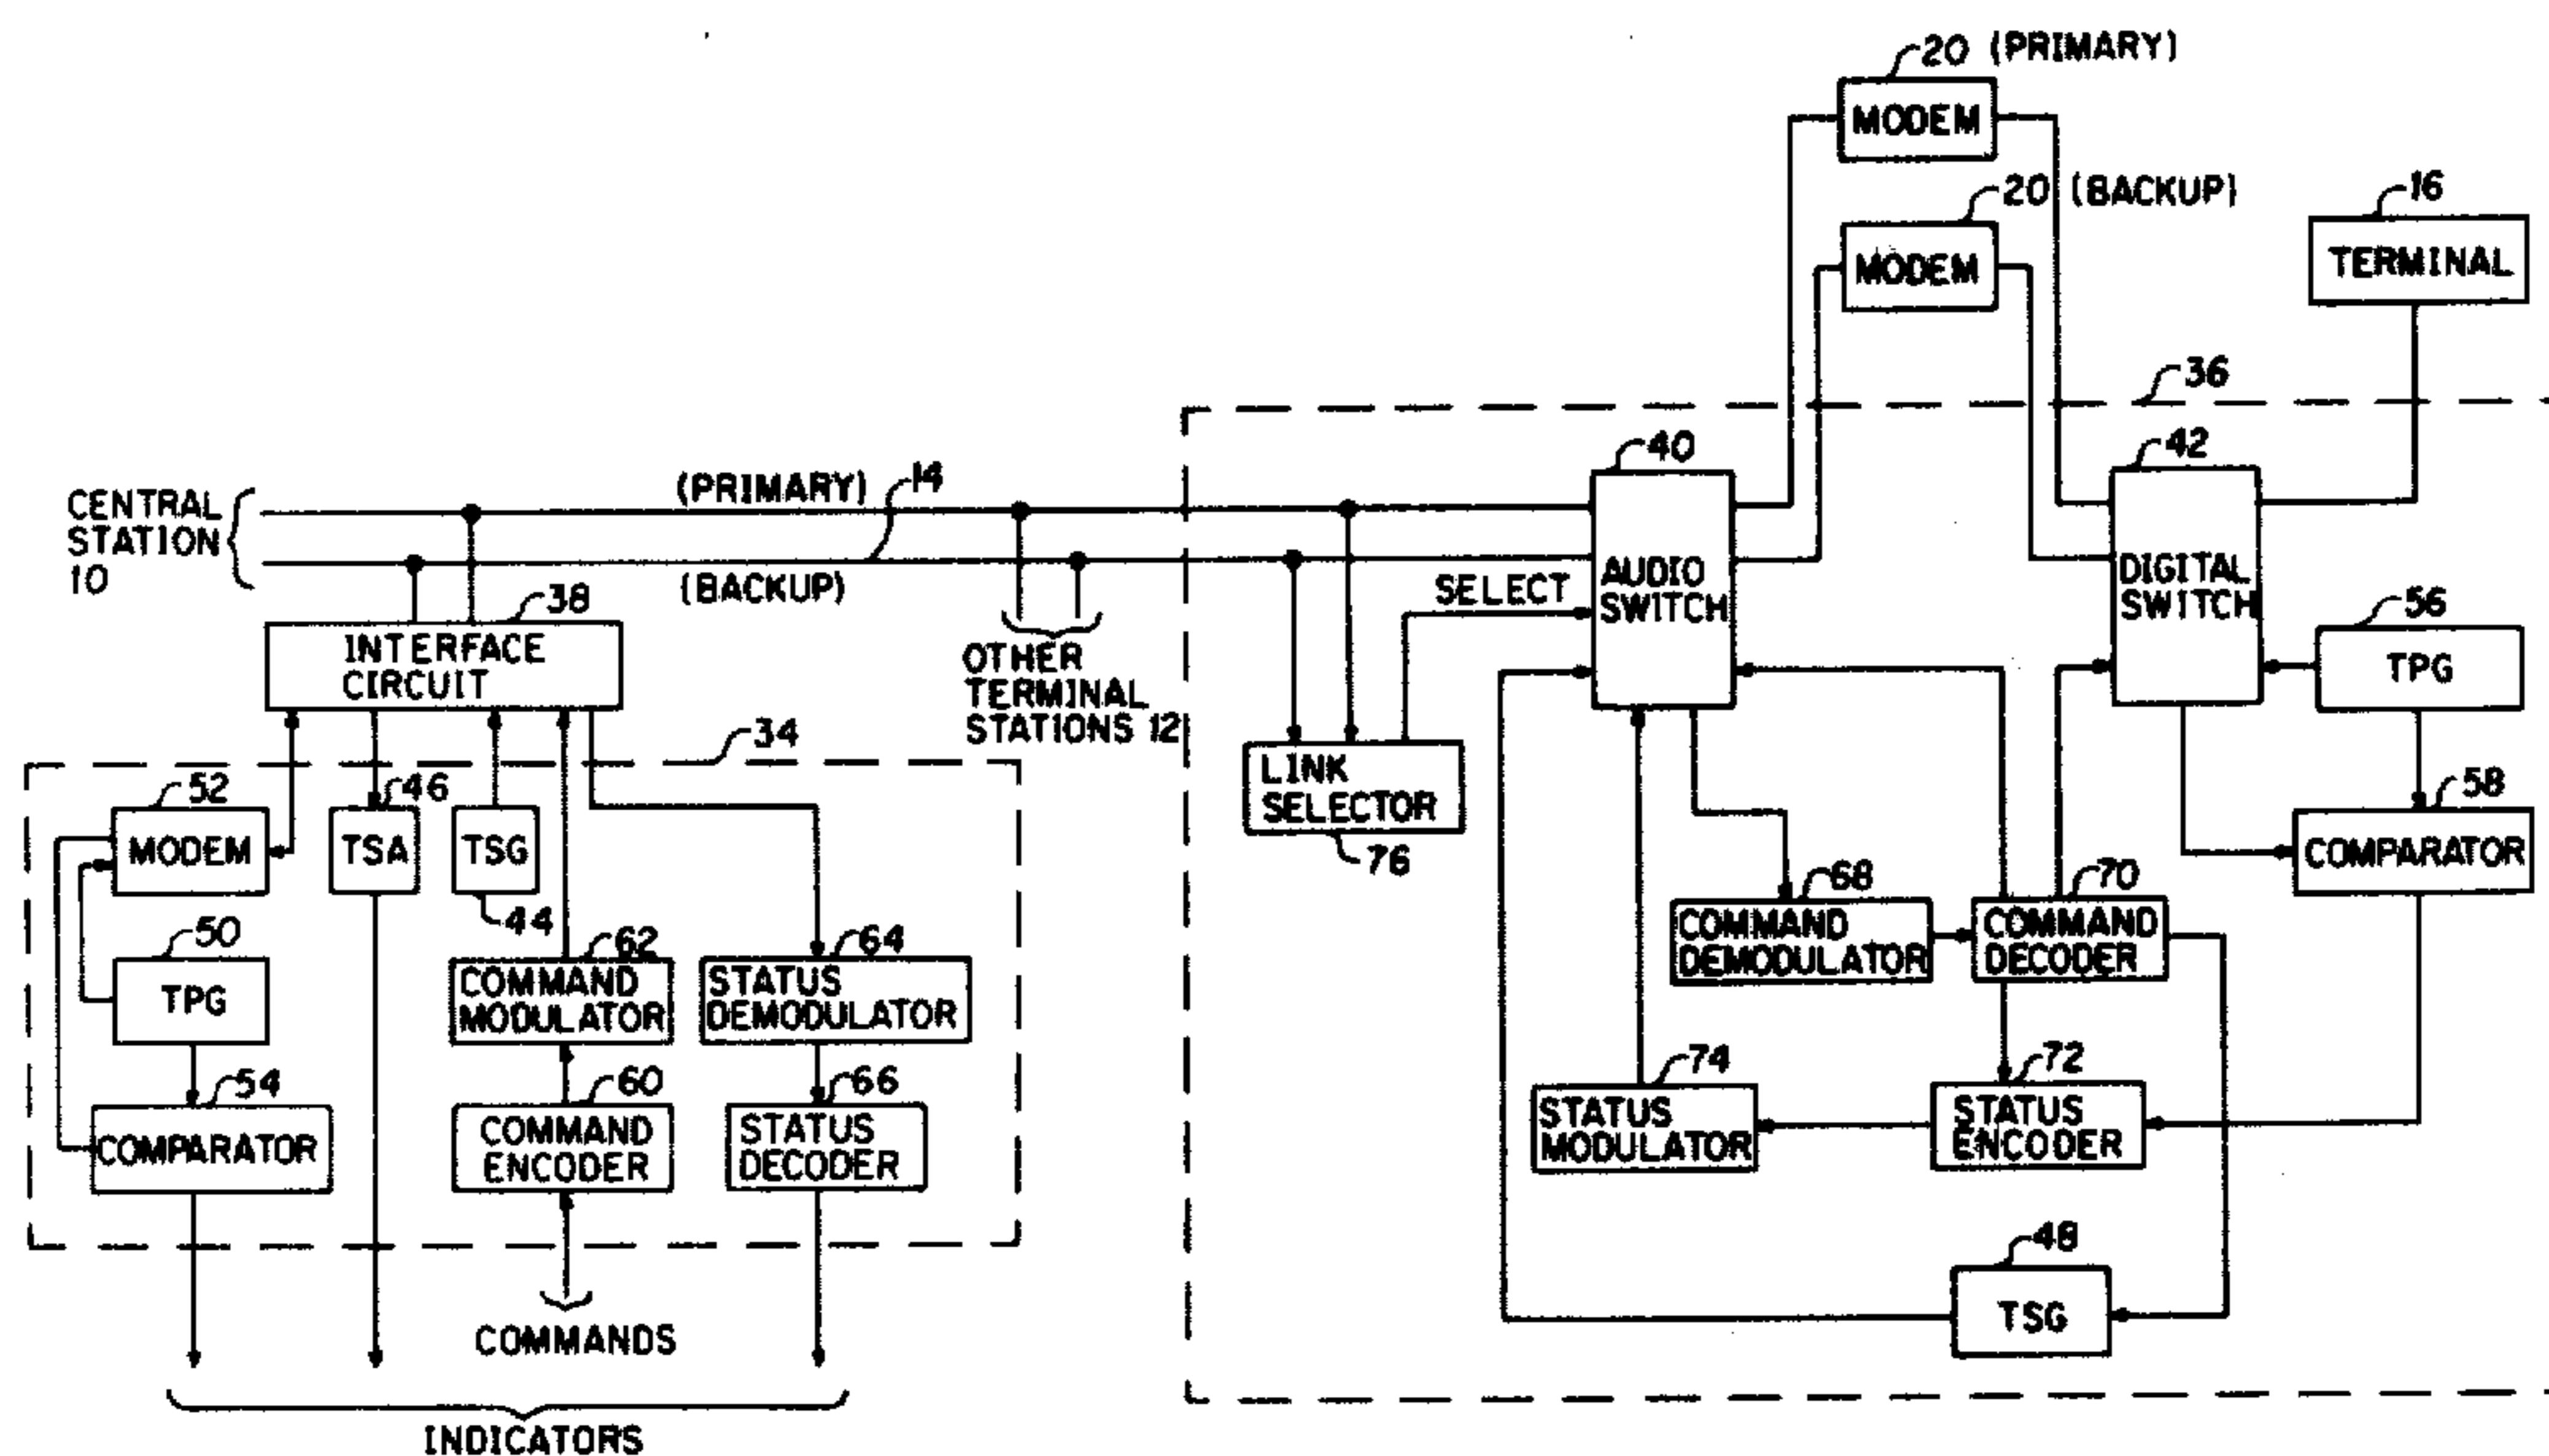 20 (PRIMARY)
MODEM
20 (BACKUP)
MODEM
16
TERMINAL
36
40
42
CENTRAL
STATION
10
(PRIMARY)
14
(BACKUP)
SELECT
AUDIO
SWITCH
DIGITAL
SWITCH
38
INTERFACE
CIRCUIT
OTHER
TERMINAL
STATIONS 12
56
TPG
34
LINK
SELECTOR
76
58
COMPARATOR
52
MODEM
46
TSA
TSG
44
68
COMMAND
DEMODULATOR
70
COMMAND
DECODER
50
TPG
62
COMMAND
MODULATOR
64
STATUS
DEMODULATOR
54
COMPARATOR
60
COMMAND
ENCODER
66
STATUS
DECODER
74
STATUS
MODULATOR
72
STATUS
ENCODER
48
TSG
COMMANDS
INDICATORS